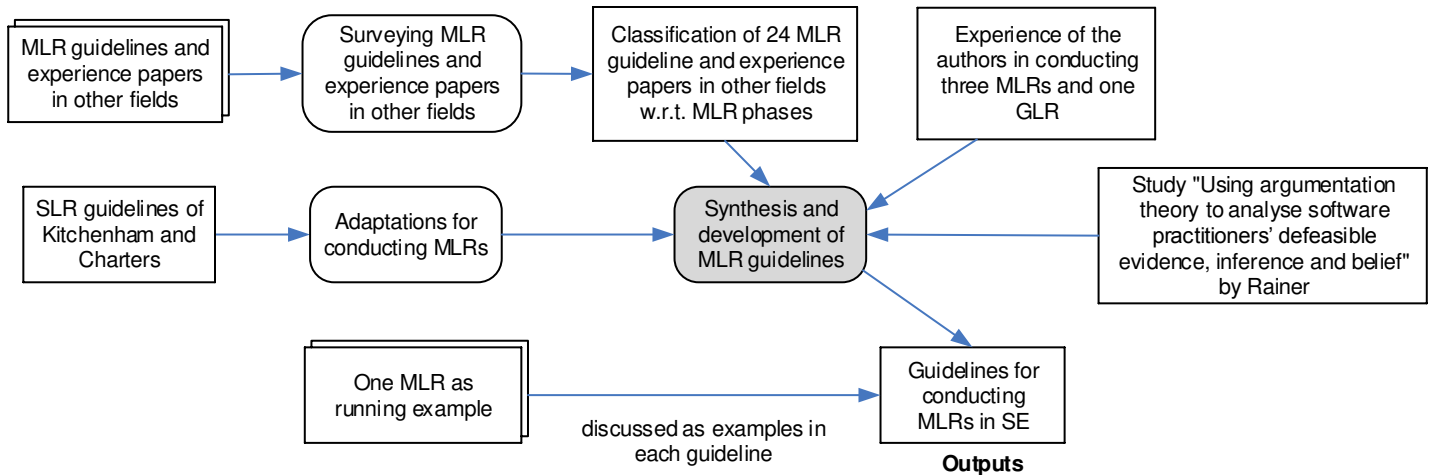 MLR guidelines and
experience papers
in other fields
Surveying MLR
guidelines and
experience papers
in other fields
Classification of 24 MLR
guideline and experience
papers in other fields
w.r.t. MLR phases
Experience of the
authors in conducting
three MLRs and one
GLR
SLR guidelines of
Kitchenham and
Charters
Adaptations for
conducting MLRs
Synthesis and
development of
MLR guidelines
Study "Using argumentation
theory to analyse software
practitioners’ defeasible
evidence, inference and belief"
by Rainer
One MLR as
running example
discussed as examples in
each guideline
Guidelines for
conducting
MLRs in SE
Outputs